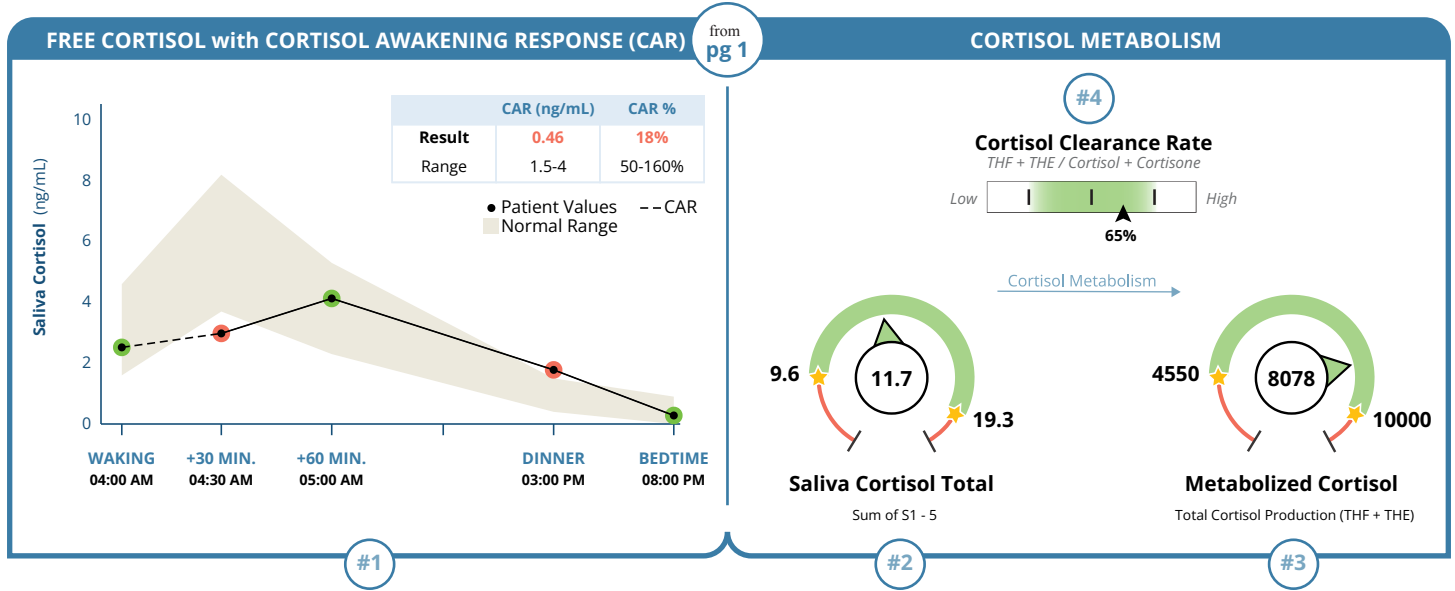 FREE CORTISOL with CORTISOL AWAKENING RESPONSE (CAR)
from
pg 1
CORTISOL METABOLISM
Saliva Cortisol (ng/mL)
10
8
6
4
2
0
CAR (ng/mL) CAR %
Result 0.46 18%
Range 1.5-4 50-160%
Patient Values --CAR
Normal Range
WAKING +30 MIN. +60 MIN. DINNER BEDTIME
04:00 AM 04:30 AM 05:00 AM 03:00 PM 08:00 PM
#1
#4
Cortisol Clearance Rate
THF + THE / Cortisol + Cortisone
Low High
65%
Cortisol Metabolism
9.6 11.7 19.3
Saliva Cortisol Total
Sum of S1 - 5
#2
4550 8078 10000
Metabolized Cortisol
Total Cortisol Production (THF + THE)
#3